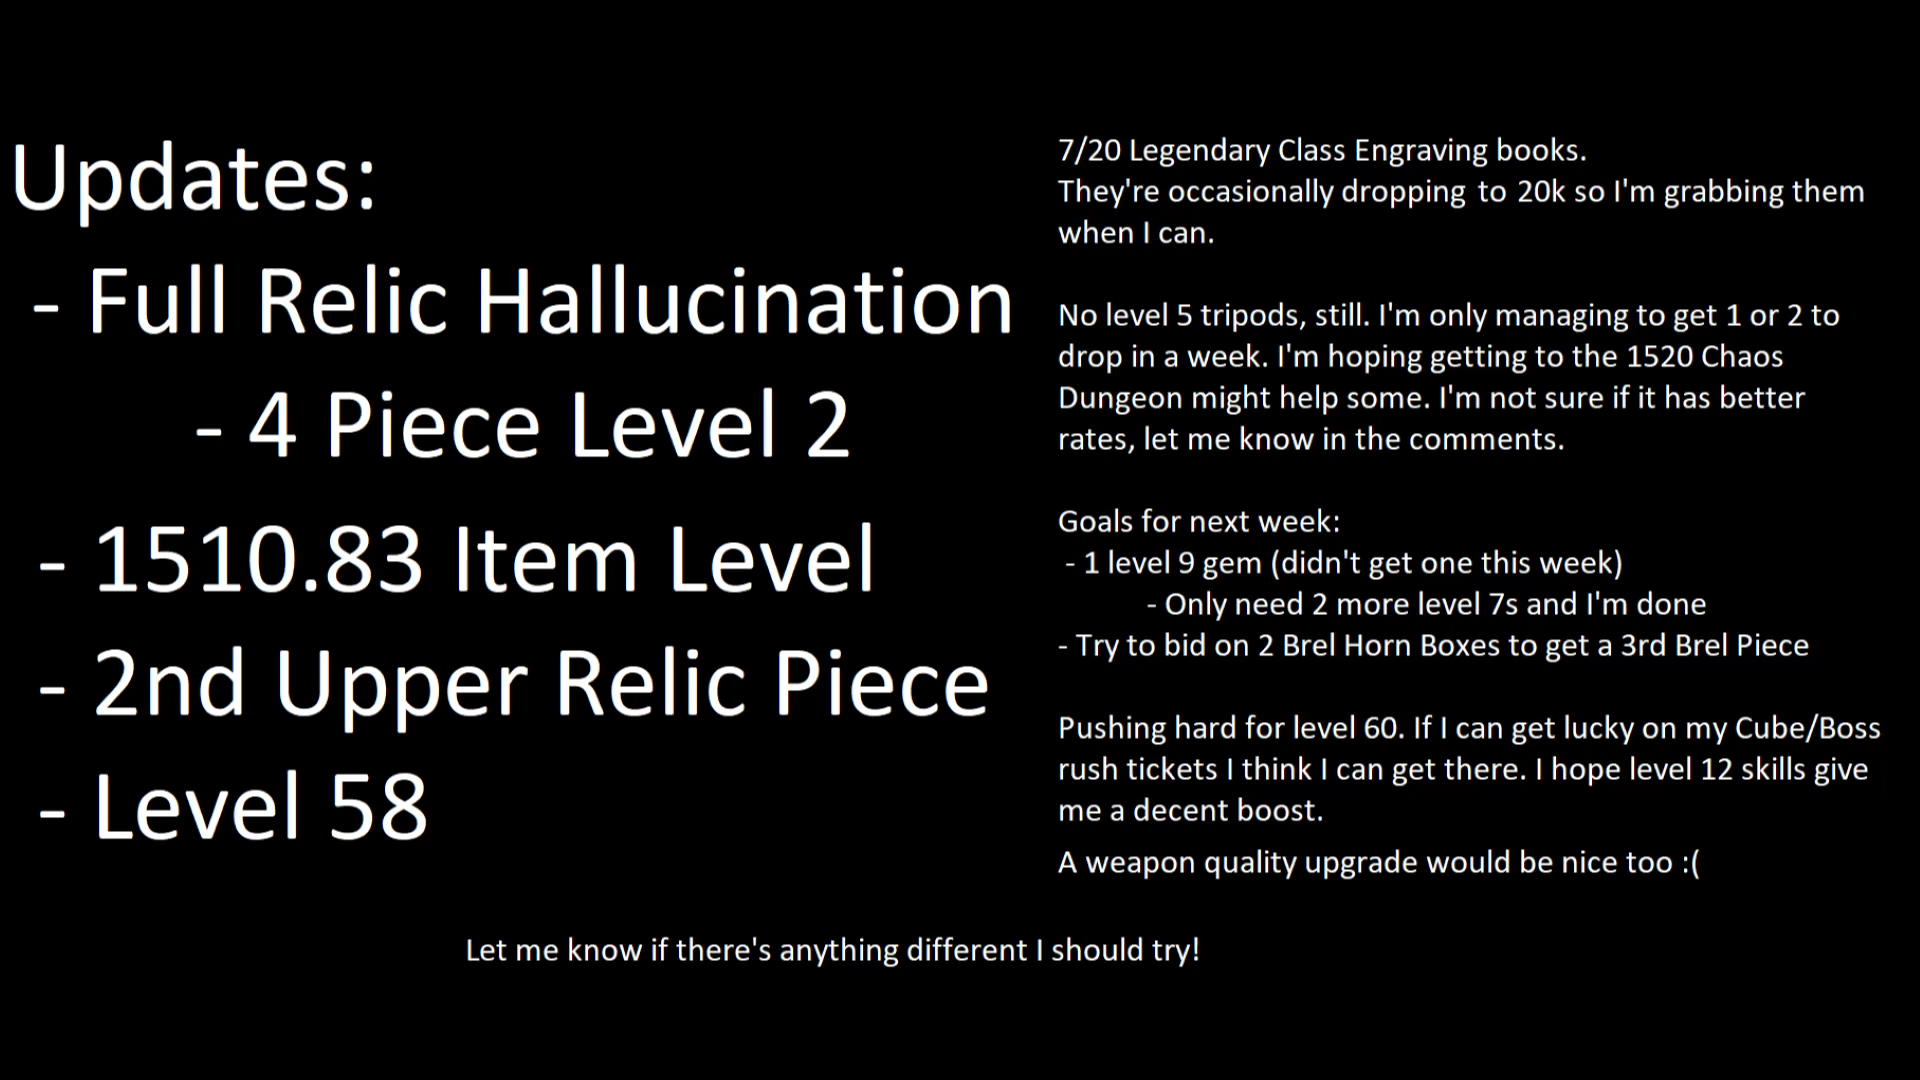 Updates:
- Full Relic Hallucination
- 4 Piece Level 2
- 1510.83 Item Level
- 2nd Upper Relic Piece
- Level 58
7/20 Legendary Class Engraving books.
They're occasionally dropping to 20k so I'm grabbing them
when I can.
No level 5 tripods, still. I'm only managing to get 1 or 2 to
drop in a week. I'm hoping getting to the 1520 Chaos
Dungeon might help some. I'm not sure if it has better
rates, let me know in the comments.
Goals for next week:
- 1 level 9 gem (didn't get one this week)
- Only need 2 more level 7s and I'm done
- Try to bid on 2 Brel Horn Boxes to get a 3rd Brel Piece
Pushing hard for level 60. If I can get lucky on my Cube/Boss
rush tickets I think I can get there. I hope level 12 skills give
me a decent boost.
A weapon quality upgrade would be nice too :(
Let me know if there's anything different I should try!